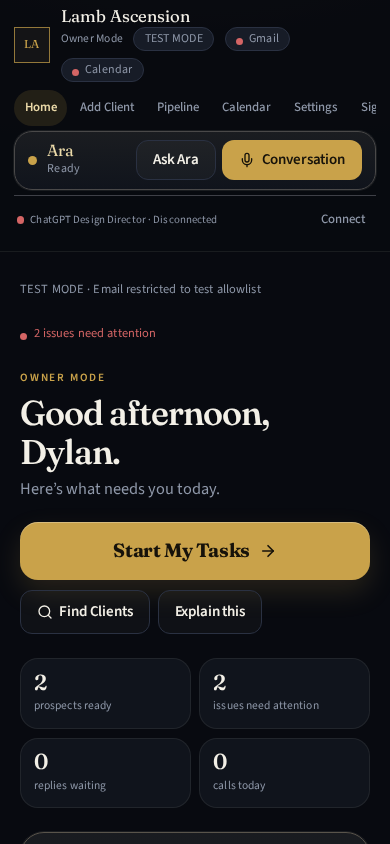 LA
Lamb Ascension
Owner Mode
TEST MODE
Gmail
Calendar
Home
Add Client
Pipeline
Calendar
Settings
Sig
Ara
Ready
Ask Ara
Conversation
ChatGPT Design Director · Disconnected
Connect
TEST MODE · Email restricted to test allowlist
2 issues need attention
OWNER MODE
Good afternoon,
Dylan.
Here’s what needs you today.
Start My Tasks →
Find Clients
Explain this
2
prospects ready
2
issues need attention
0
replies waiting
0
calls today